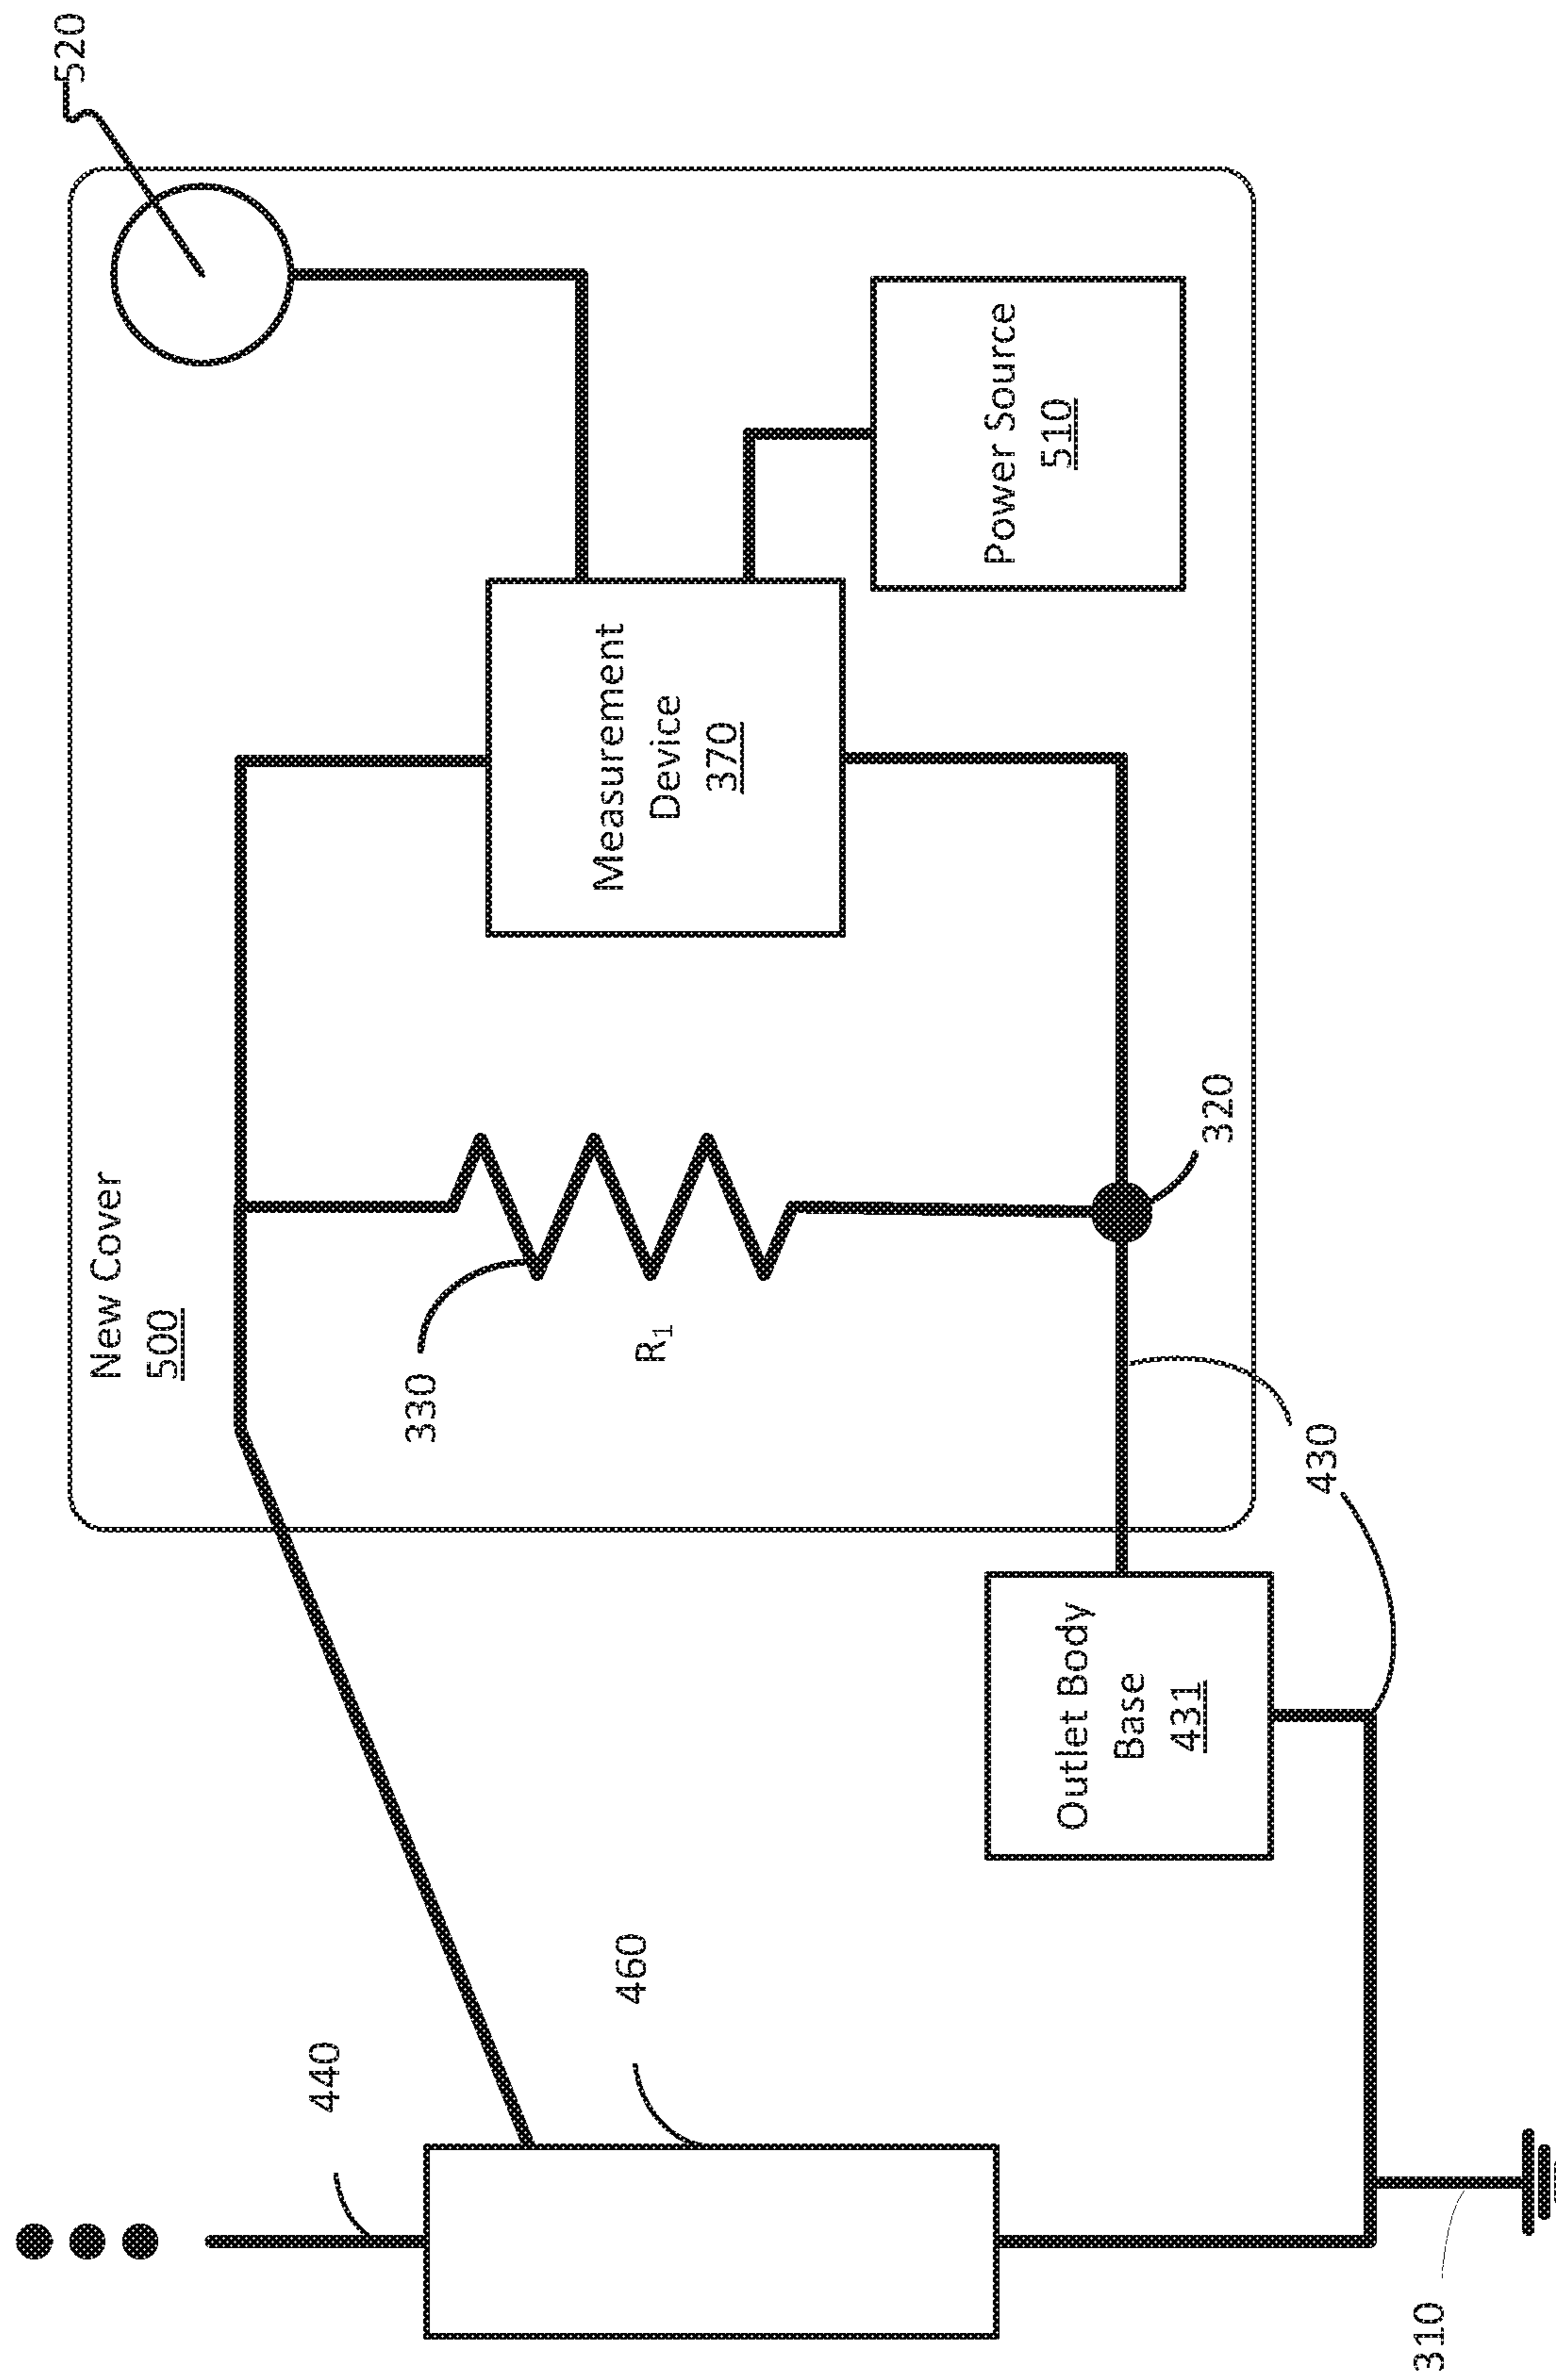 520
New Cover
500
Measurement
Device
370
Power Source
510
330
R₁
320
430
Outlet Body
Base
431
440
460
310